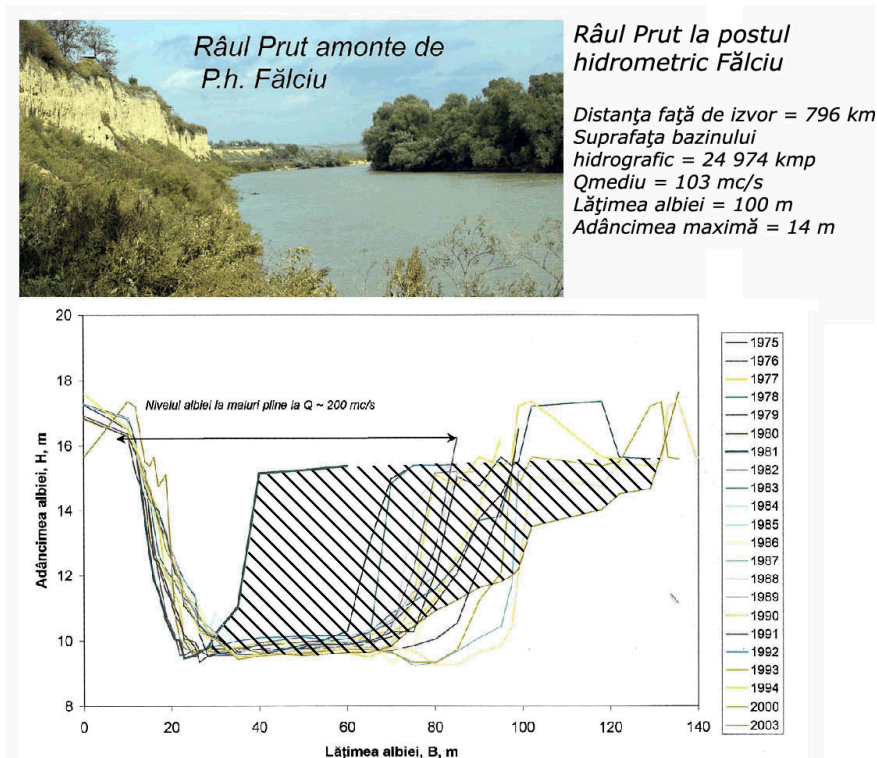 Râul Prut amonte de
P.h. Fălciu
Râul Prut la postul
hidrometric Fălciu
Distanţa faţă de izvor = 796 km
Suprafaţa bazinului
hidrografic = 24 974 kmp
Qmediu = 103 mc/s
Lăţimea albiei = 100 m
Adâncimea maximă = 14 m
20
18
16
14
12
10
8
Adâncimea albiei, H, m
Nivelul albiei la maluri pline la Q ~ 200 mc/s
0
20
40
60
80
100
120
140
Lăţimea albiei, B, m
1975
1976
1977
1978
1979
1980
1981
1982
1983
1984
1985
1986
1987
1988
1989
1990
1991
1992
1993
1994
2000
2003